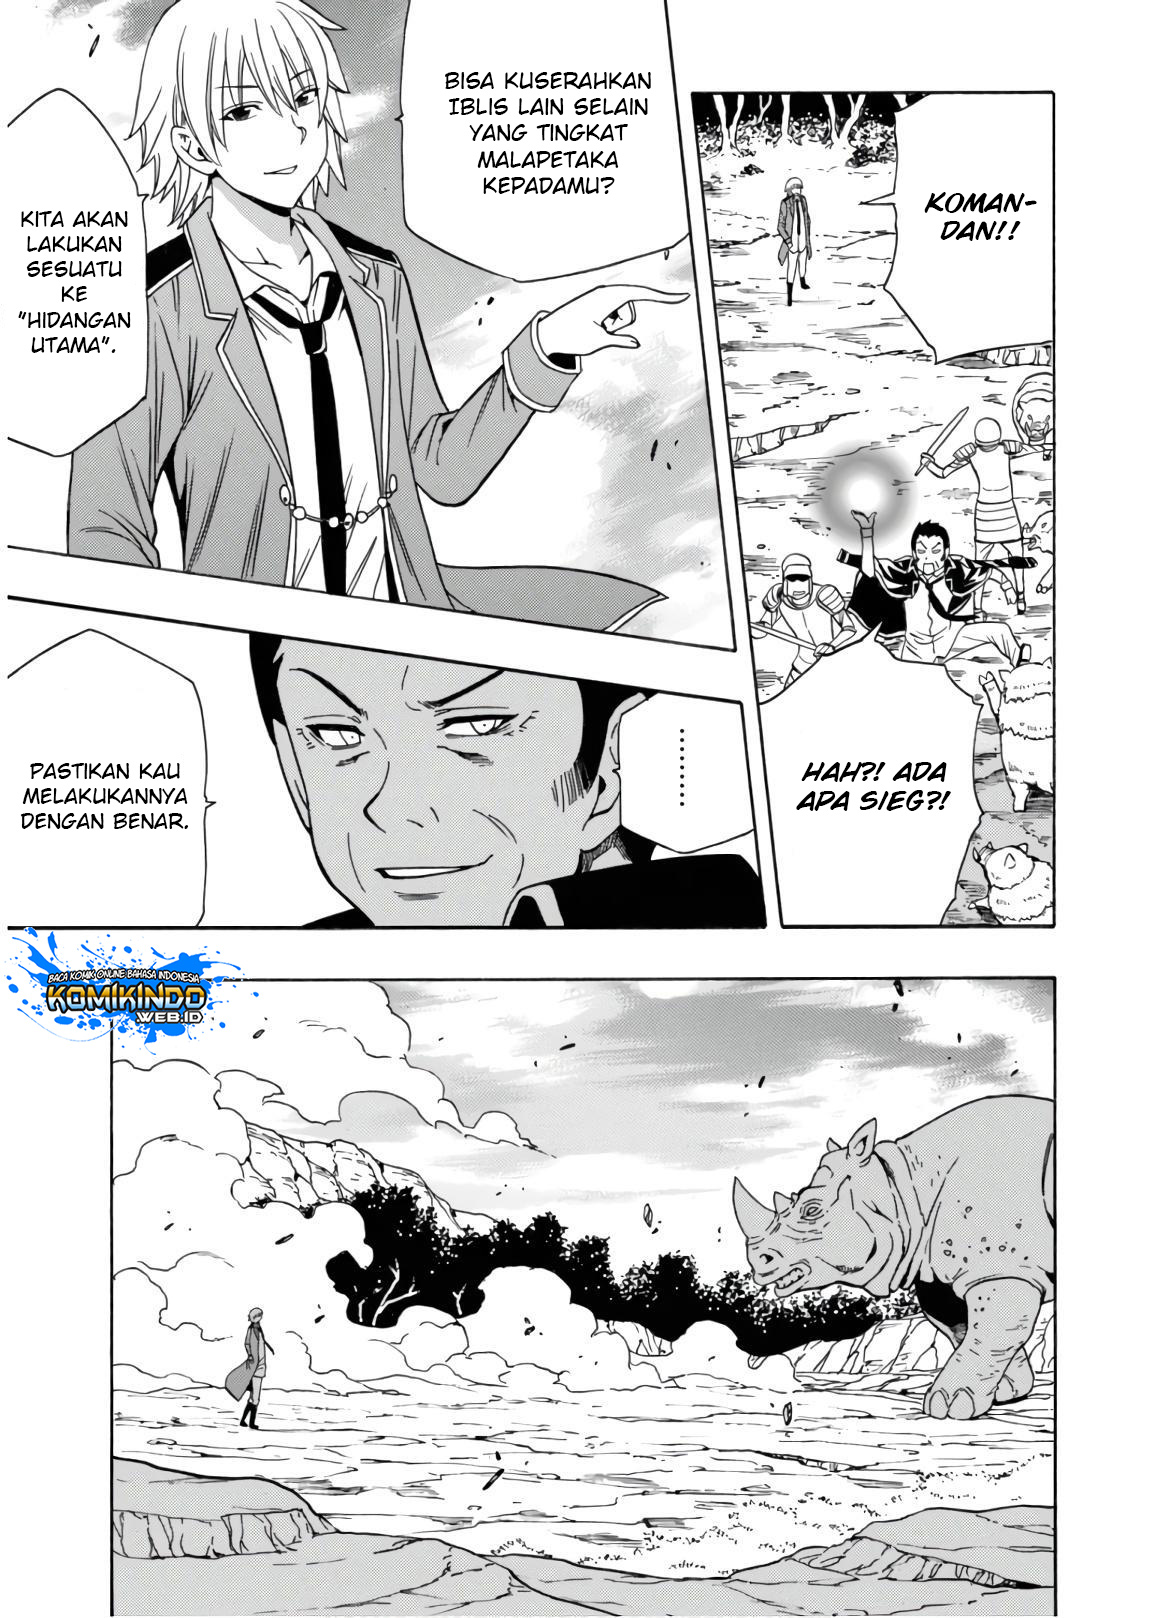 KOMAN-
DAN!!
HAH?! ADA
APA SIEG?!
BISA KUSERAHKAN
IBLIS LAIN SELAIN
YANG TINGKAT
MALAPETAKA
KEPADAMU?
KITA AKAN
LAKUKAN
SESUATU
KE
"HIDANGAN
UTAMA".
........
PASTIKAN KAU
MELAKUKANNYA
DENGAN BENAR.
BACA KOMIK ONLINE BAHASA INDONESIA
KOMIKINDO
WEB.ID